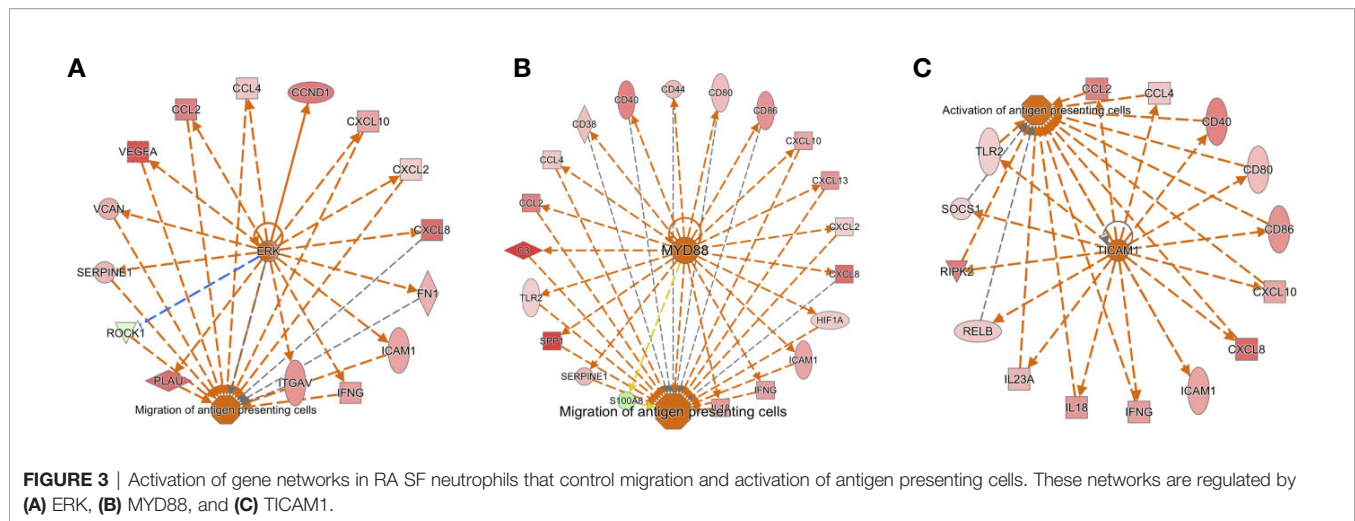 A
CCL4
CCND1
CCL2
CXCL10
VEGFA
CXCL2
VCAN
CXCL8
ERK
SERPINE1
FN1
ROCK1
ICAM1
PLAU
ITGAV
IFNG
Migration of antigen presenting cells
B
CD44
CD80
CD40
CD86
CD38
CXCL10
CCL4
CXCL13
CCL2
CXCL2
C3
MYD88
CXCL8
TLR2
HIF1A
SPP1
ICAM1
SERPINE1
IFNG
S100A8
IL18
Migration of antigen presenting cells
C
CCL2
CCL4
Activation of antigen presenting cells
CD40
TLR2
CD80
SOCS1
CD86
TICAM1
RIPK2
CXCL10
RELB
CXCL8
IL23A
ICAM1
IL18
IFNG
FIGURE 3 | Activation of gene networks in RA SF neutrophils that control migration and activation of antigen presenting cells. These networks are regulated by
(A) ERK, (B) MYD88, and (C) TICAM1.